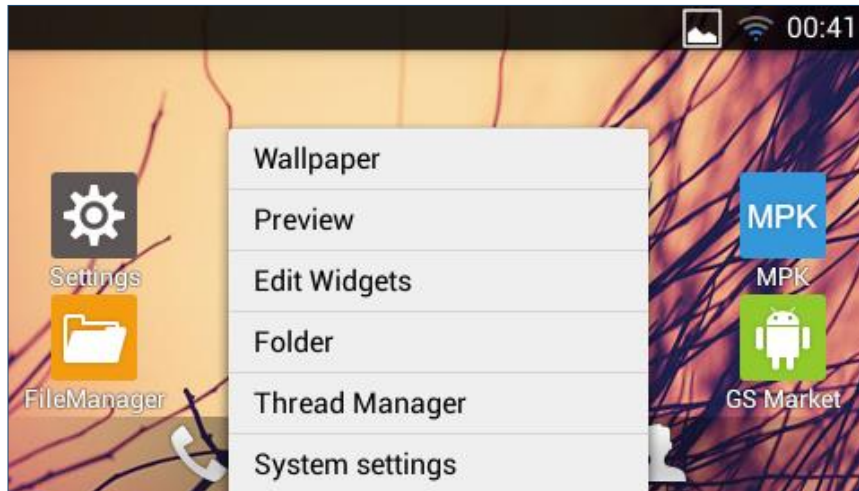 00:41
Wallpaper
Preview
Edit Widgets
Folder
Thread Manager
System settings
Settings
FileManager
MPK
MPK
GS Market